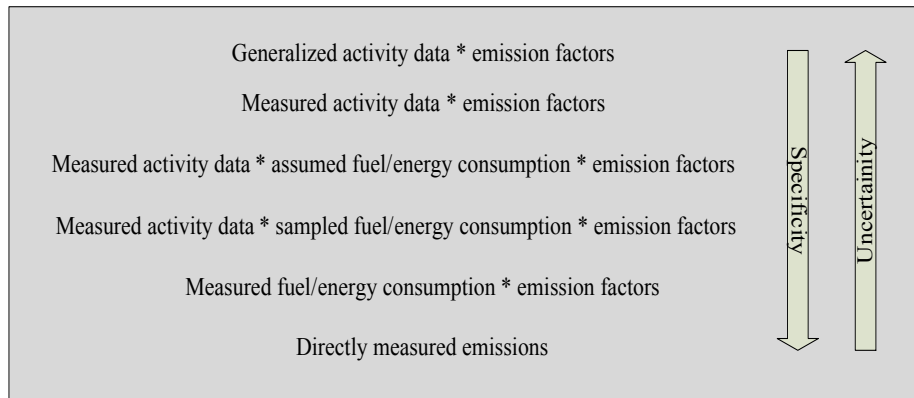 Generalized activity data * emission factors
Measured activity data * emission factors
Measured activity data * assumed fuel/energy consumption * emission factors
Measured activity data * sampled fuel/energy consumption * emission factors
Measured fuel/energy consumption * emission factors
Directly measured emissions
Specificity
Uncertainity